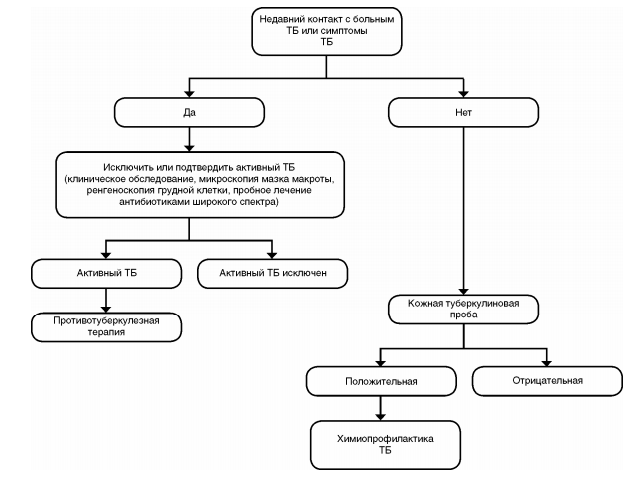 Недавний контакт с больным
ТБ или симптомы
ТБ
Да
Нет
Исключить или подтвердить активный ТБ
(клиническое обследование, микроскопия мазка макроты,
ренгеноскопия грудной клетки, пробное лечение
антибиотиками широкого спектра)
Активный ТБ
Активный ТБ исключен
Противотуберкулезная
терапия
Кожная туберкулиновая
проба
Положительная
Отрицательная
Химиопрофилактика
ТБ